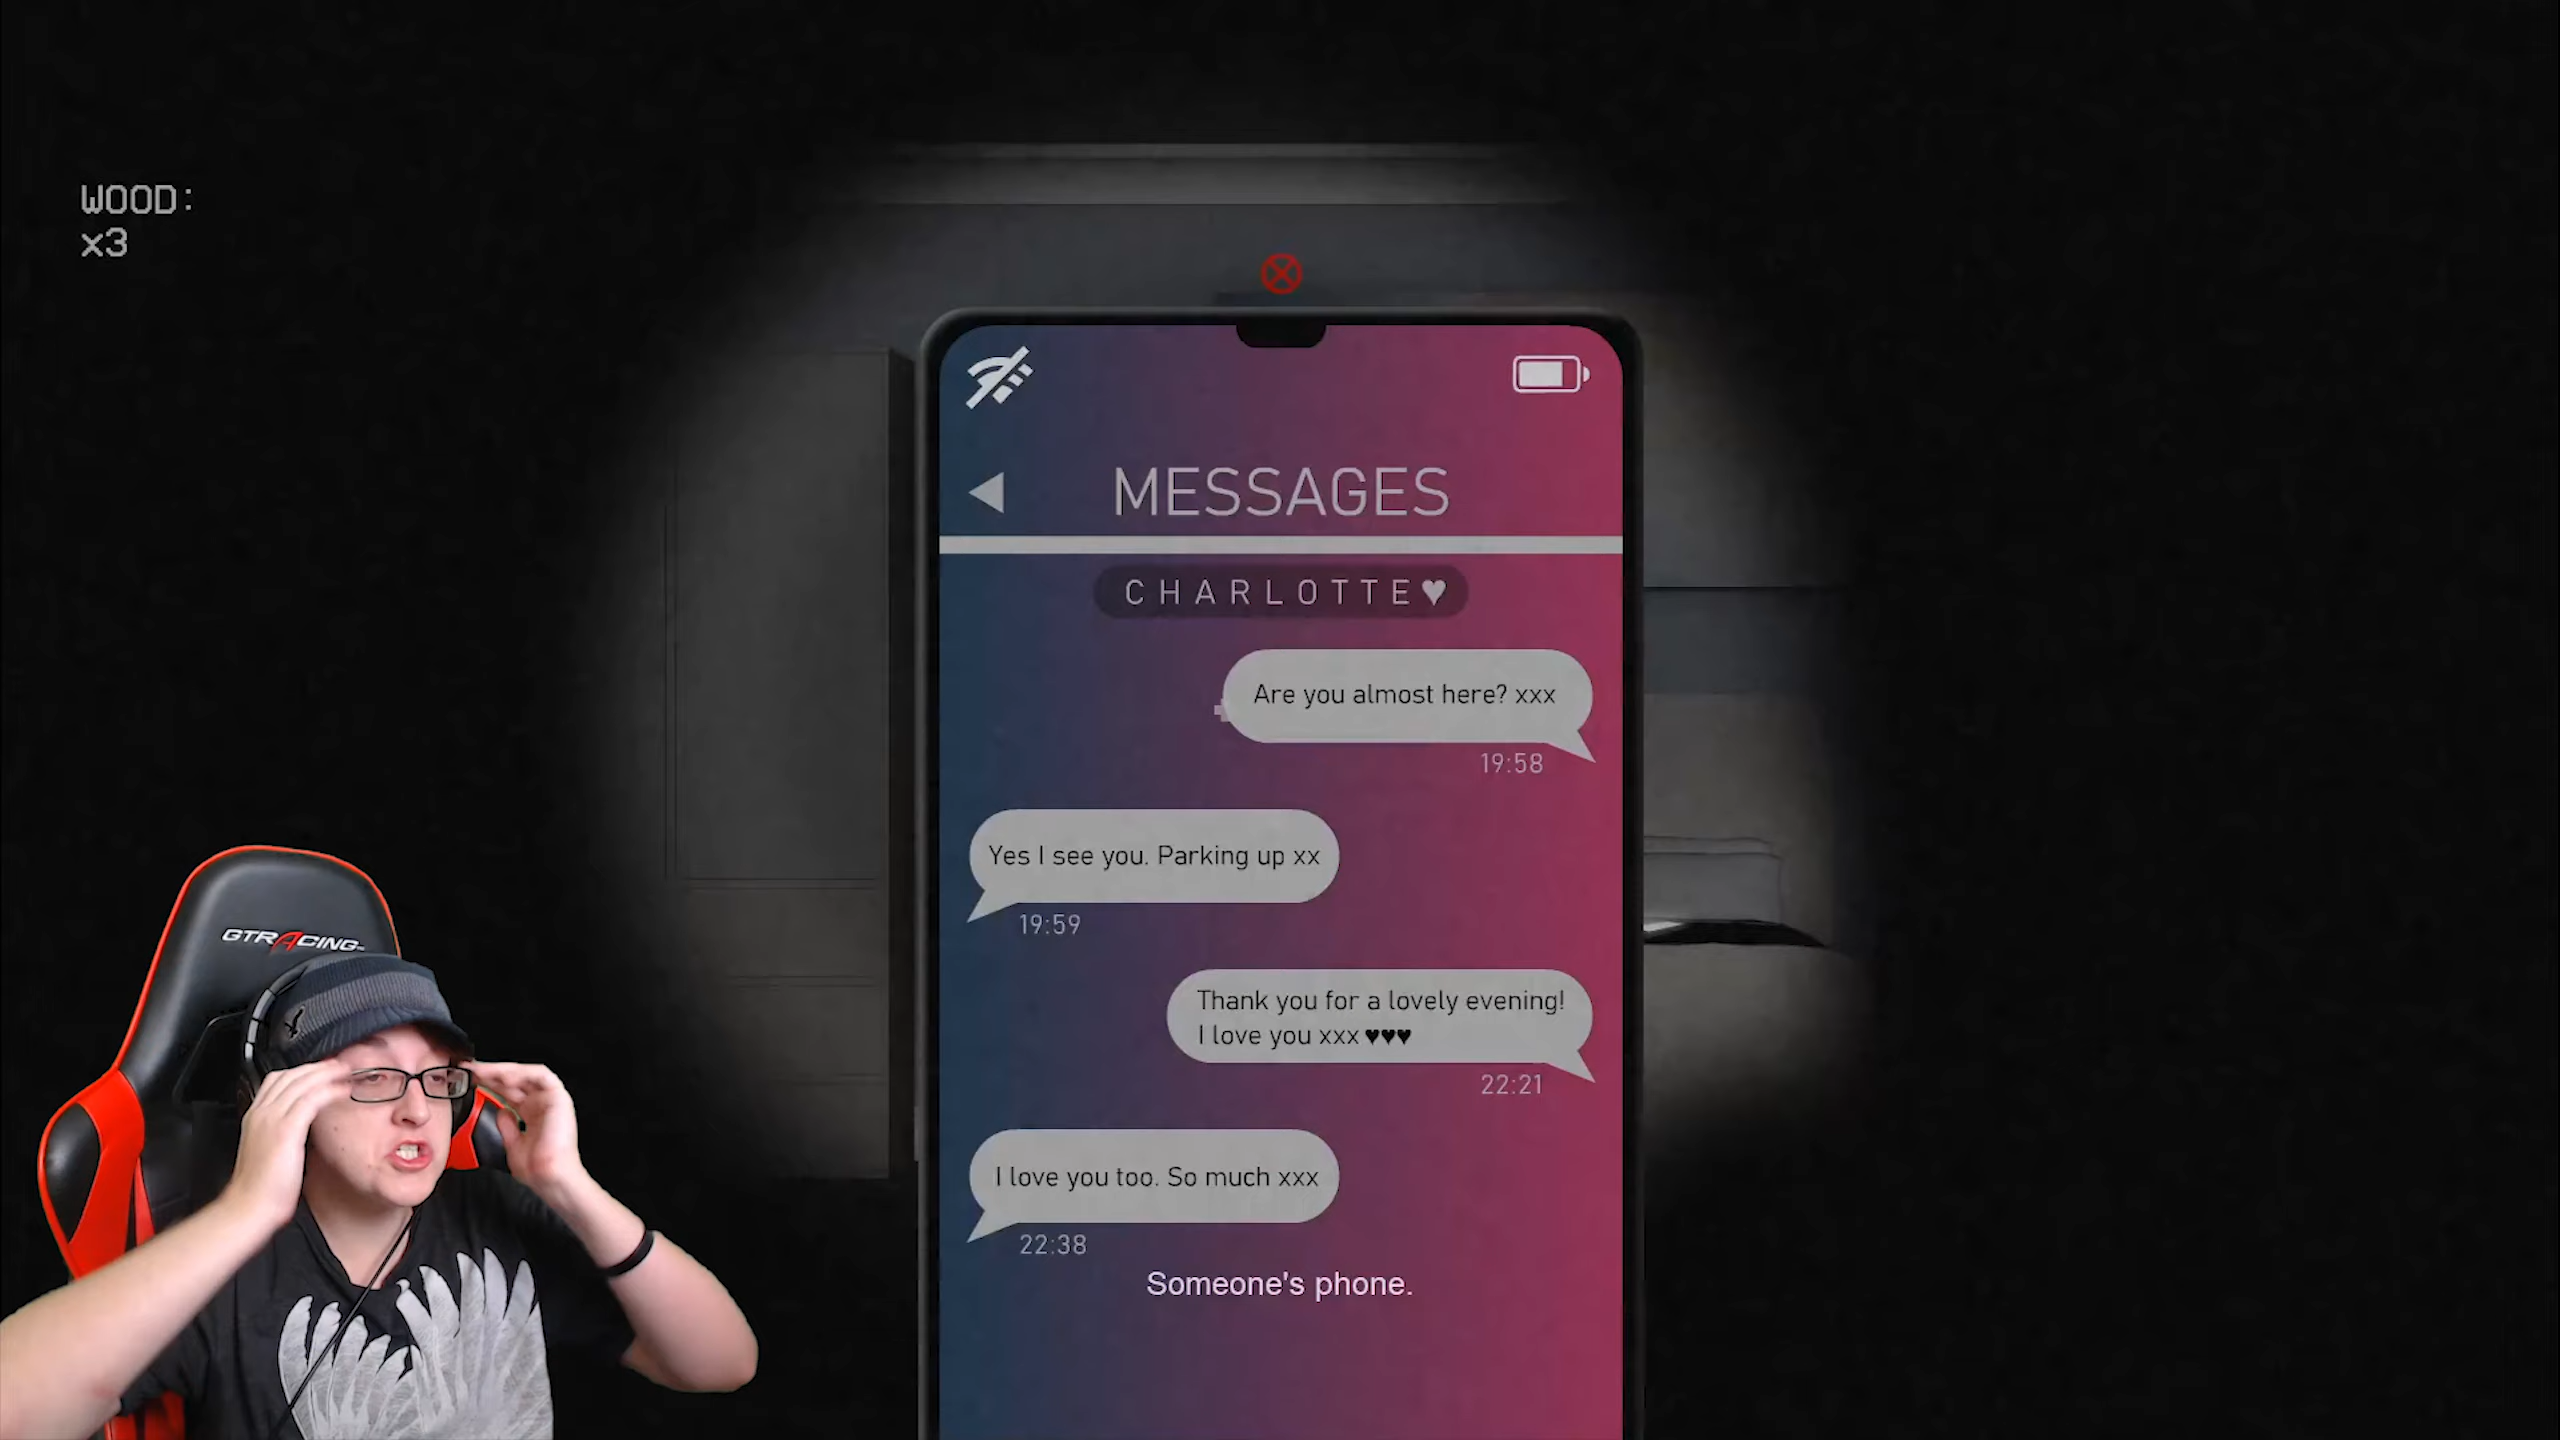 WOOD:
x3
MESSAGES
CHARLOTTE♥
Are you almost here? xxx
19:58
Yes I see you. Parking up xx
19:59
Thank you for a lovely evening!
I love you xxx♥♥♥
22:21
I love you too. So much xxx
22:38
Someone's phone.
GTRACING